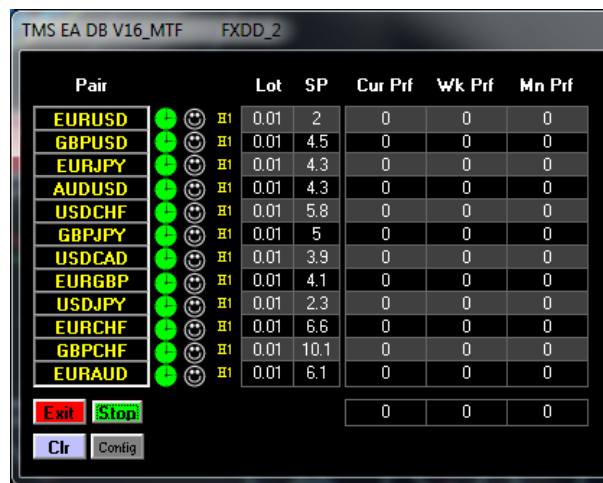 TMS EA DB V16_MTF FXDD_2
Pair Lot SP Cur Prf Wk Prf Mn Prf
EURUSD H1 0.01 2 0 0 0
GBPUSD H1 0.01 4.5 0 0 0
EURJPY H1 0.01 4.3 0 0 0
AUDUSD H1 0.01 4.3 0 0 0
USDCHF H1 0.01 5.8 0 0 0
GBPJPY H1 0.01 5 0 0 0
USDCAD H1 0.01 3.9 0 0 0
EURGBP H1 0.01 4.1 0 0 0
USDJPY H1 0.01 2.3 0 0 0
EURCHF H1 0.01 6.6 0 0 0
GBPCHF H1 0.01 10.1 0 0 0
EURAUD H1 0.01 6.1 0 0 0
Exit Stop 0 0 0
Clr Config